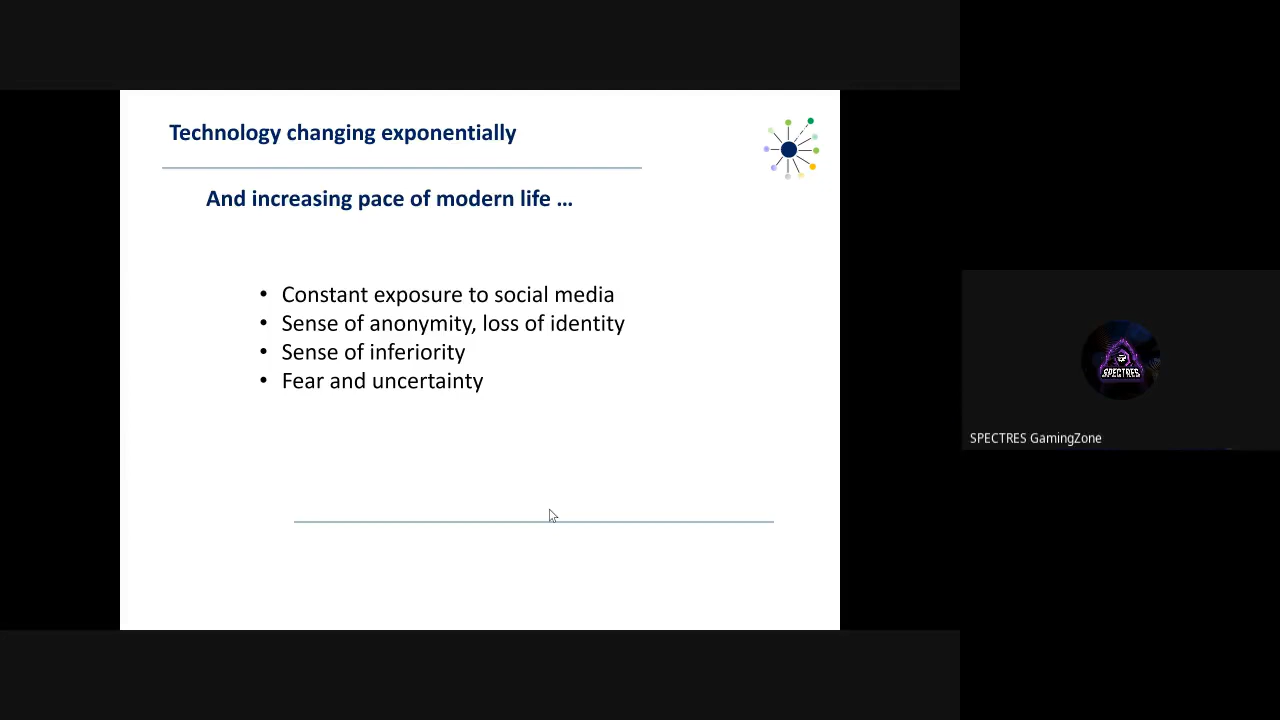 Technology changing exponentially
And increasing pace of modern life ...
• Constant exposure to social media
• Sense of anonymity, loss of identity
• Sense of inferiority
• Fear and uncertainty
SPECTRES
SPECTRES GamingZone